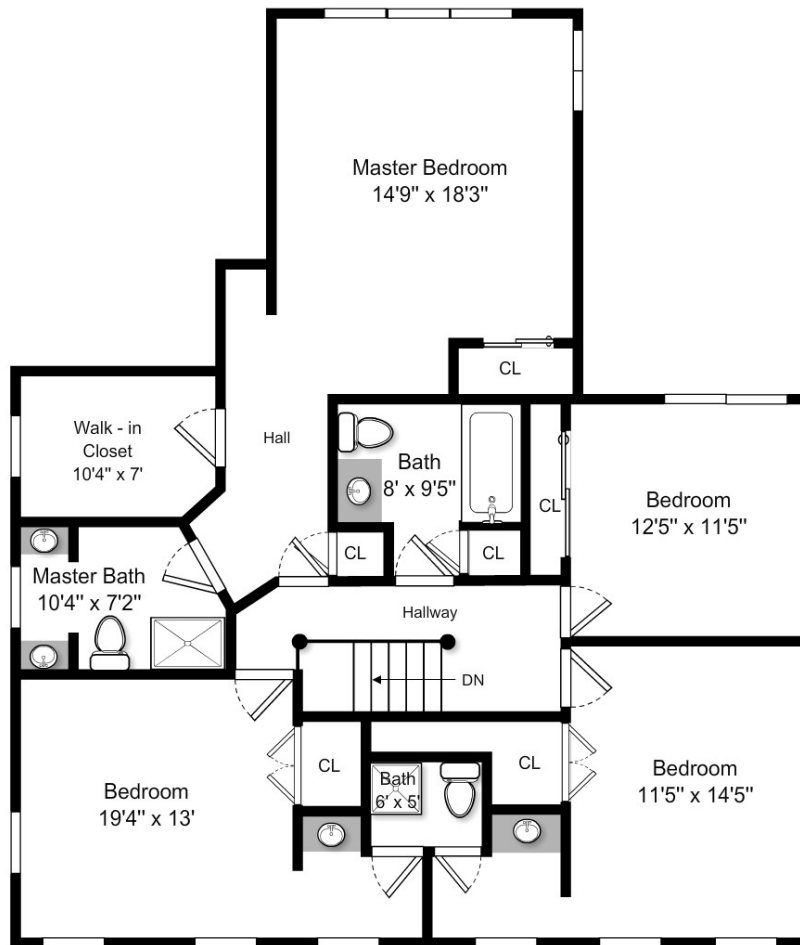 Master Bedroom
14'9" x 18'3"
CL
Walk - in
Closet
10'4" x 7'
Hall
Bath
8' x 9'5"
CL
Bedroom
12'5" x 11'5"
CL
CL
Master Bath
10'4" x 7'2"
Hallway
DN
CL
CL
Bath
6' x 5'
Bedroom
19'4" x 13'
Bedroom
11'5" x 14'5"